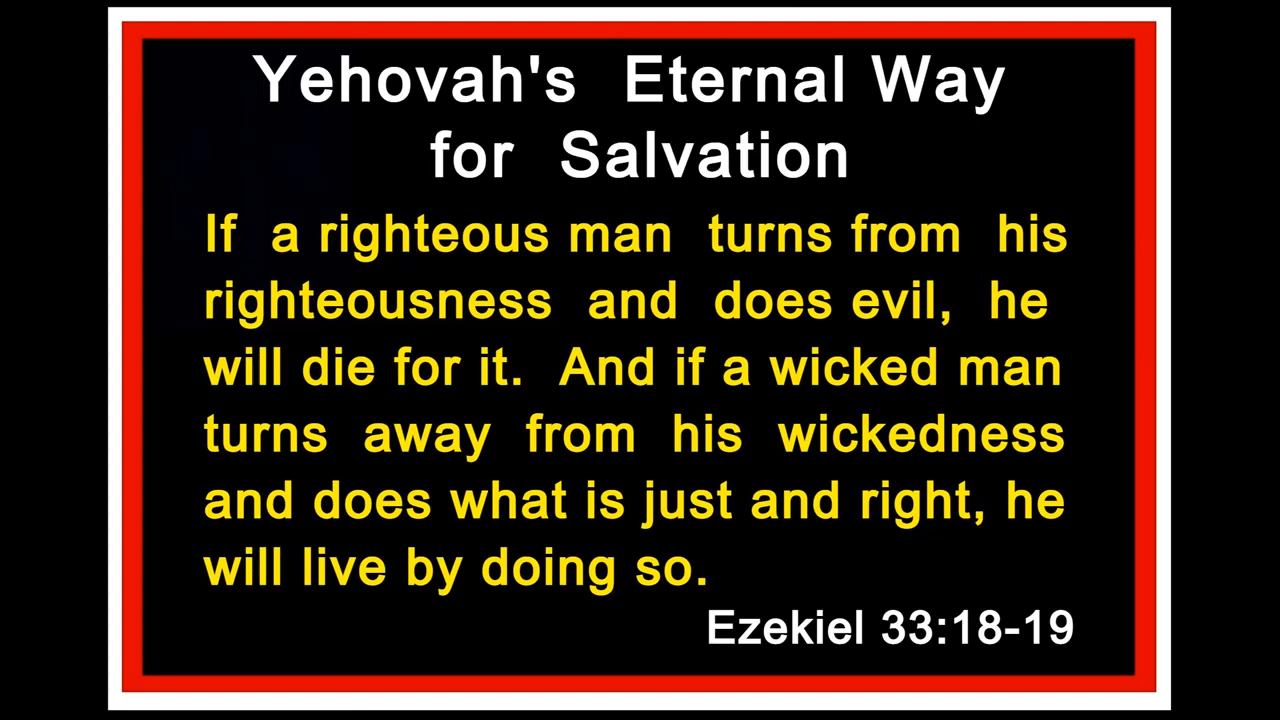 Yehovah's Eternal Way
for Salvation
If a righteous man turns from his
righteousness and does evil, he
will die for it. And if a wicked man
turns away from his wickedness
and does what is just and right, he
will live by doing so.
Ezekiel 33:18-19